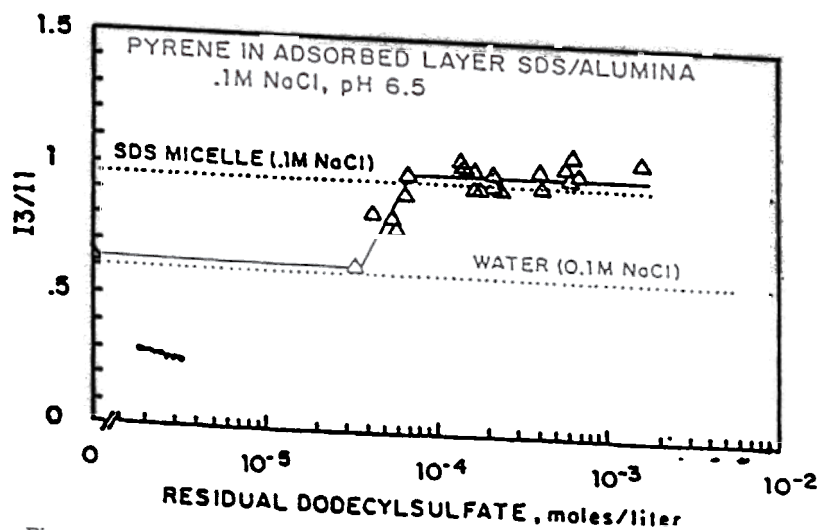 1.5
PYRENE IN ADSORBED LAYER SDS/ALUMINA
.1M NaCl, pH 6.5
1
SDS MICELLE (.1M NaCl)
I3/I1
WATER (0.1M NaCl)
.5
0
0 10-5 10-4 10-3 10-2
RESIDUAL DODECYLSULFATE, moles/liter